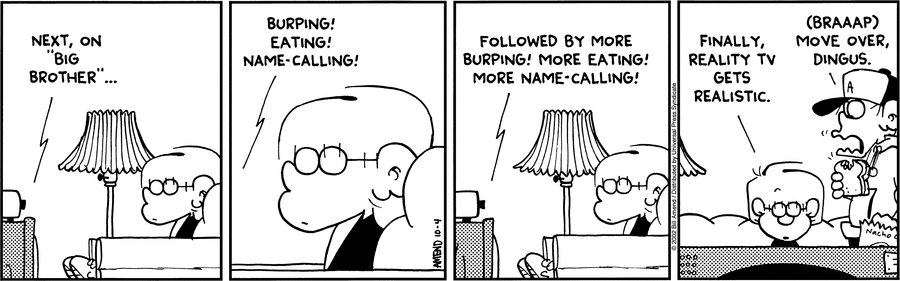 NEXT, ON
"BIG
BROTHER"...
BURPING!
EATING!
NAME-CALLING!
AMEND 10-4
FOLLOWED BY MORE
BURPING! MORE EATING!
MORE NAME-CALLING!
© 2002 Bill Amend / Distributed by Universal Press Syndicate
FINALLY,
REALITY TV
GETS
REALISTIC.
(BRAAAP)
MOVE OVER,
DINGUS.
A
Nacho